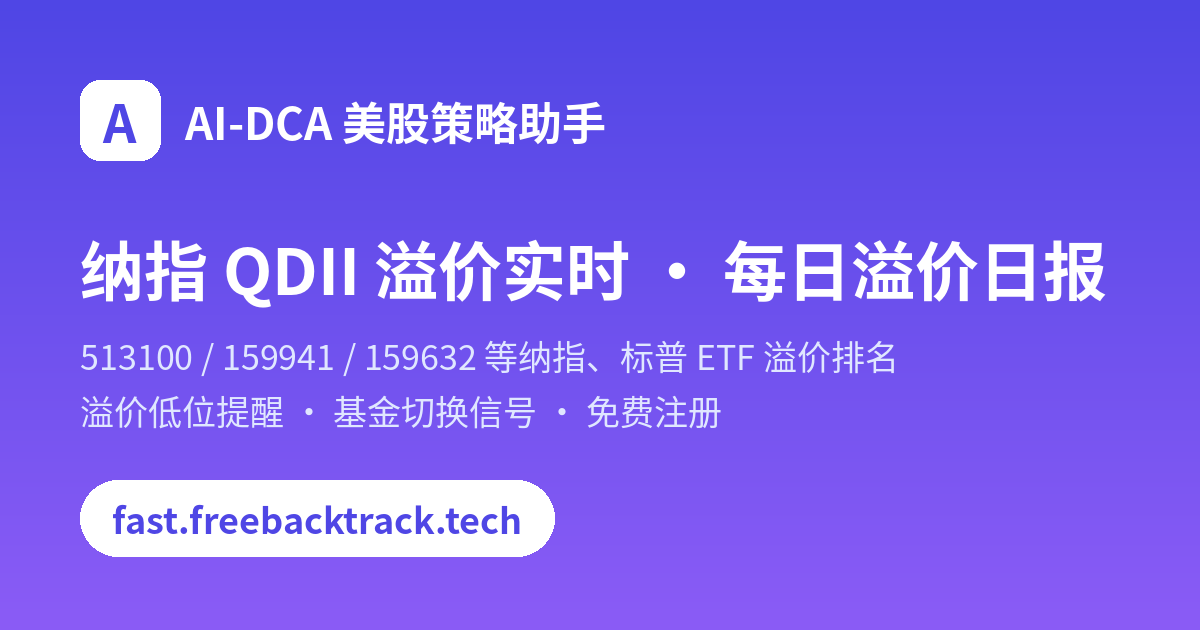 A
AI-DCA 美股策略助手
纳指 QDII 溢价实时 · 每日溢价日报
513100 / 159941 / 159632 等纳指、标普 ETF 溢价排名
溢价低位提醒 · 基金切换信号 · 免费注册
fast.freebacktrack.tech